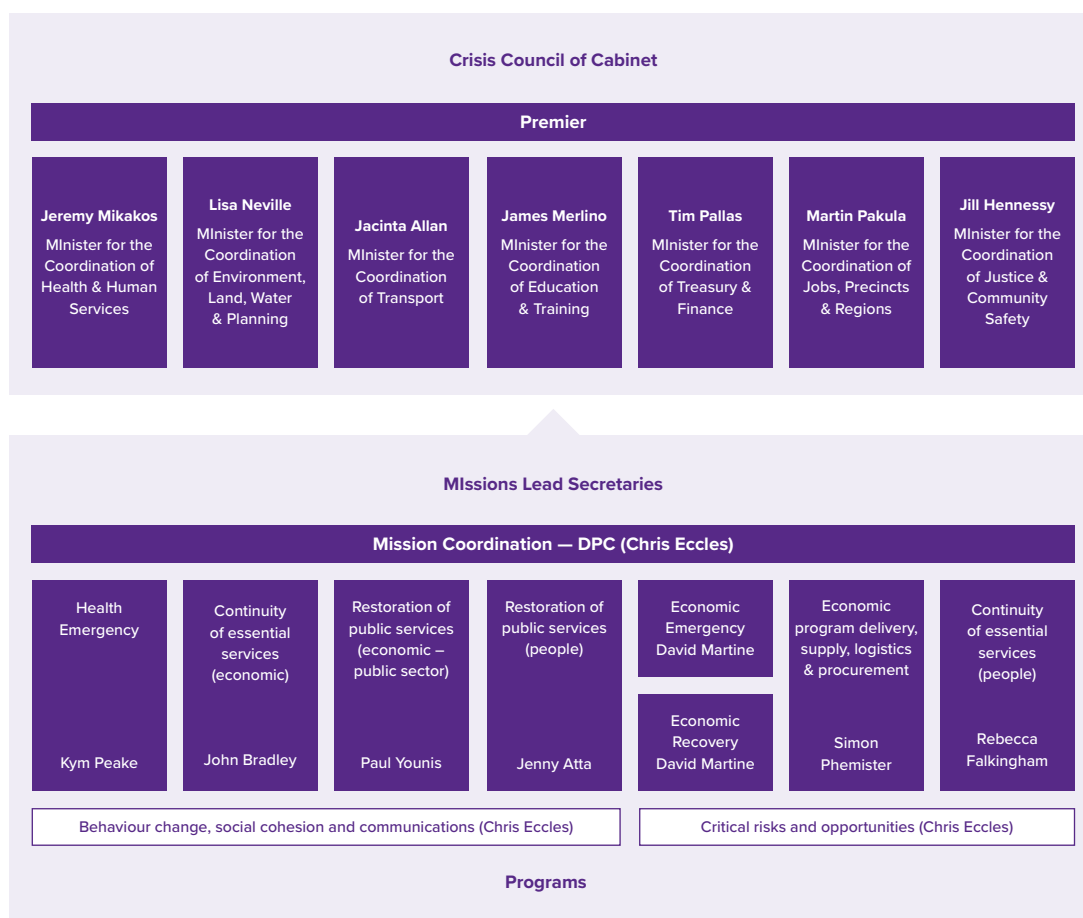 Crisis Council of Cabinet
Premier
Jeremy Mikakos
MInister for the
Coordination of
Health & Human
Services
Lisa Neville
MInister for the
Coordination
of Environment,
Land, Water
& Planning
Jacinta Allan
MInister for the
Coordination
of Transport
James Merlino
MInister for the
Coordination
of Education
& Training
Tim Pallas
MInister for the
Coordination
of Treasury &
Finance
Martin Pakula
MInister for the
Coordination of
Jobs, Precincts
& Regions
Jill Hennessy
MInister for the
Coordination
of Justice &
Community
Safety
MIssions Lead Secretaries
Mission Coordination — DPC (Chris Eccles)
Health
Emergency
Kym Peake
Continuity
of essential
services
(economic)
John Bradley
Restoration of
public services
(economic –
public sector)
Paul Younis
Restoration of
public services
(people)
Jenny Atta
Economic
Emergency
David Martine
Economic
Recovery
David Martine
Economic
program delivery,
supply, logistics
& procurement
Simon
Phemister
Continuity
of essential
services
(people)
Rebecca
Falkingham
Behaviour change, social cohesion and communications (Chris Eccles)
Critical risks and opportunities (Chris Eccles)
Programs